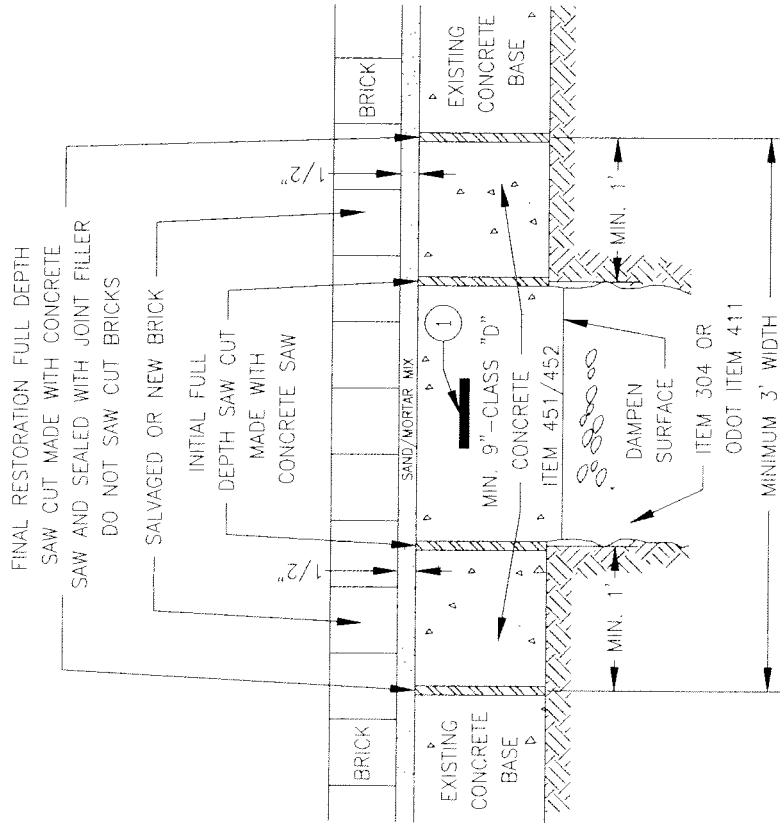 FINAL RESTORATION FULL DEPTH
SAW CUT MADE WITH CONCRETE
SAW AND SEALED WITH JOINT FILLER
DO NOT SAW CUT BRICKS
SALVAGED OR NEW BRICK
INITIAL FULL
DEPTH SAW CUT
MADE WITH
CONCRETE SAW
1/2"
1/2"
BRICK
BRICK
SAND/MORTAR MIX
EXISTING
CONCRETE
BASE
1
MIN. 9"-CLASS "D"
CONCRETE
ITEM 451/452
EXISTING
CONCRETE
BASE
MIN. 1'
DAMPEN
SURFACE
MIN. 1'
ITEM 304 OR
ODOT ITEM 411
MINIMUM 3' WIDTH